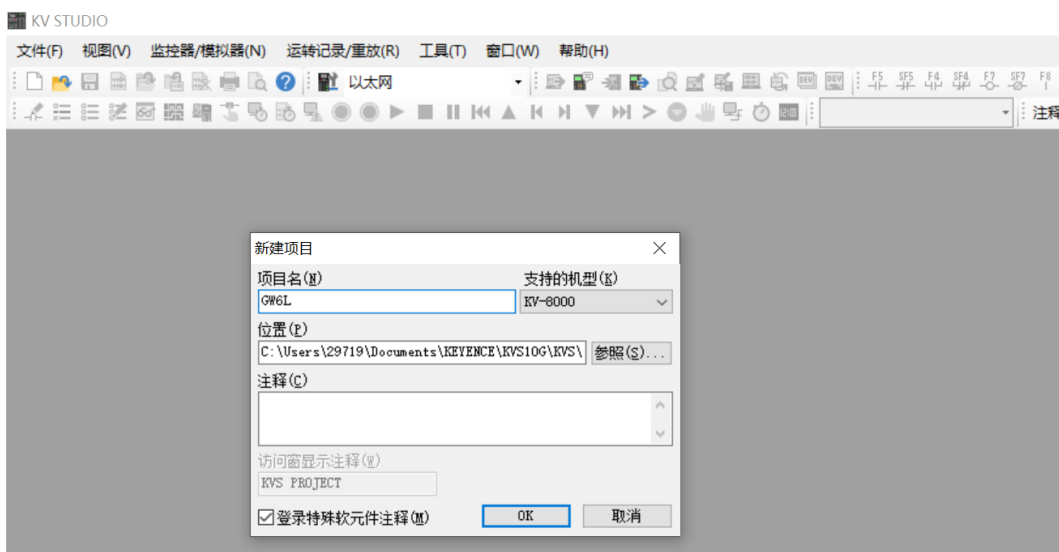 KV STUDIO
文件(F) 视图(V) 监控器/模拟器(N) 运转记录/重放(R) 工具(T) 窗口(W) 帮助(H)
以太网 DEV DEV F5 SF5 F4 SF4 F7 SF7 F8
注释
新建项目
项目名(N) 支持的机型(K)
GW6L KV-8000
位置(P)
C:\Users\29719\Documents\KEYENCE\KVS10G\KVS\ 参照(S)...
注释(C)
访问窗显示注释(W)
KVS PROJECT
登录特殊软元件注释(M) OK 取消